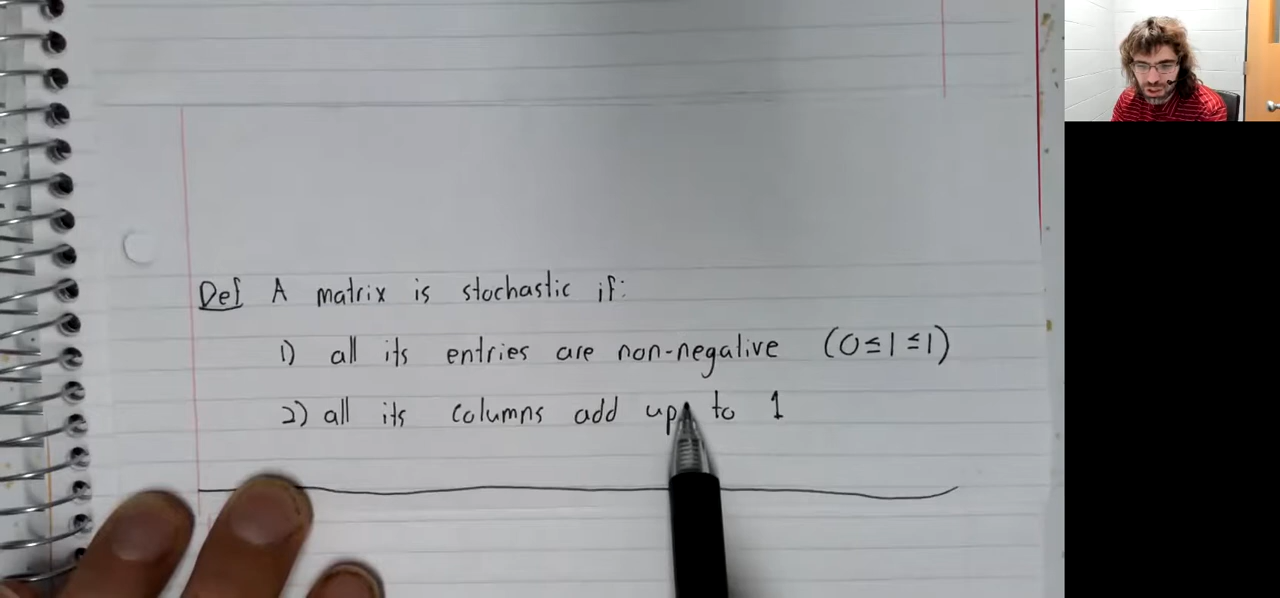 Def A matrix is stochastic if:
1) all its entries are non-negative (0≤1≤1)
2) all its columns add up to 1